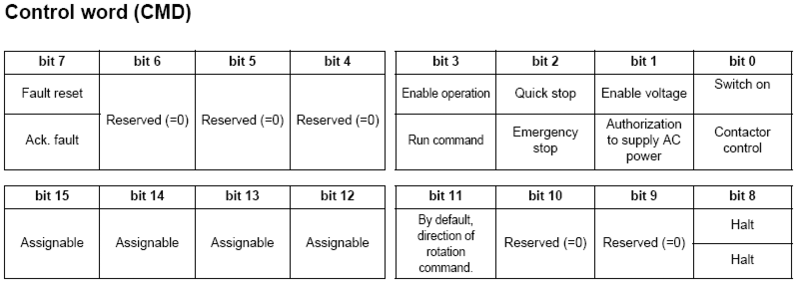 Control word (CMD)
bit 7 bit 6 bit 5 bit 4 bit 3 bit 2 bit 1 bit 0
Fault reset Reserved (=0) Reserved (=0) Reserved (=0) Enable operation Quick stop Enable voltage Switch on
Ack. fault Run command Emergency stop Authorization to supply AC power Contactor control
bit 15 bit 14 bit 13 bit 12 bit 11 bit 10 bit 9 bit 8
Assignable Assignable Assignable Assignable By default, direction of rotation command. Reserved (=0) Reserved (=0) Halt
Halt